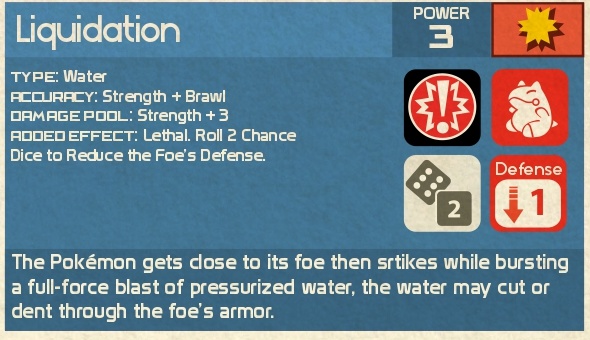 Liquidation
POWER
3
TYPE: Water
ACCURACY: Strength + Brawl
DAMAGE POOL: Strength + 3
ADDED EFFECT: Lethal. Roll 2 Chance
Dice to Reduce the Foe's Defense.
!
2
Defense
1
The Pokémon gets close to its foe then srtikes while bursting
a full-force blast of pressurized water, the water may cut or
dent through the foe's armor.